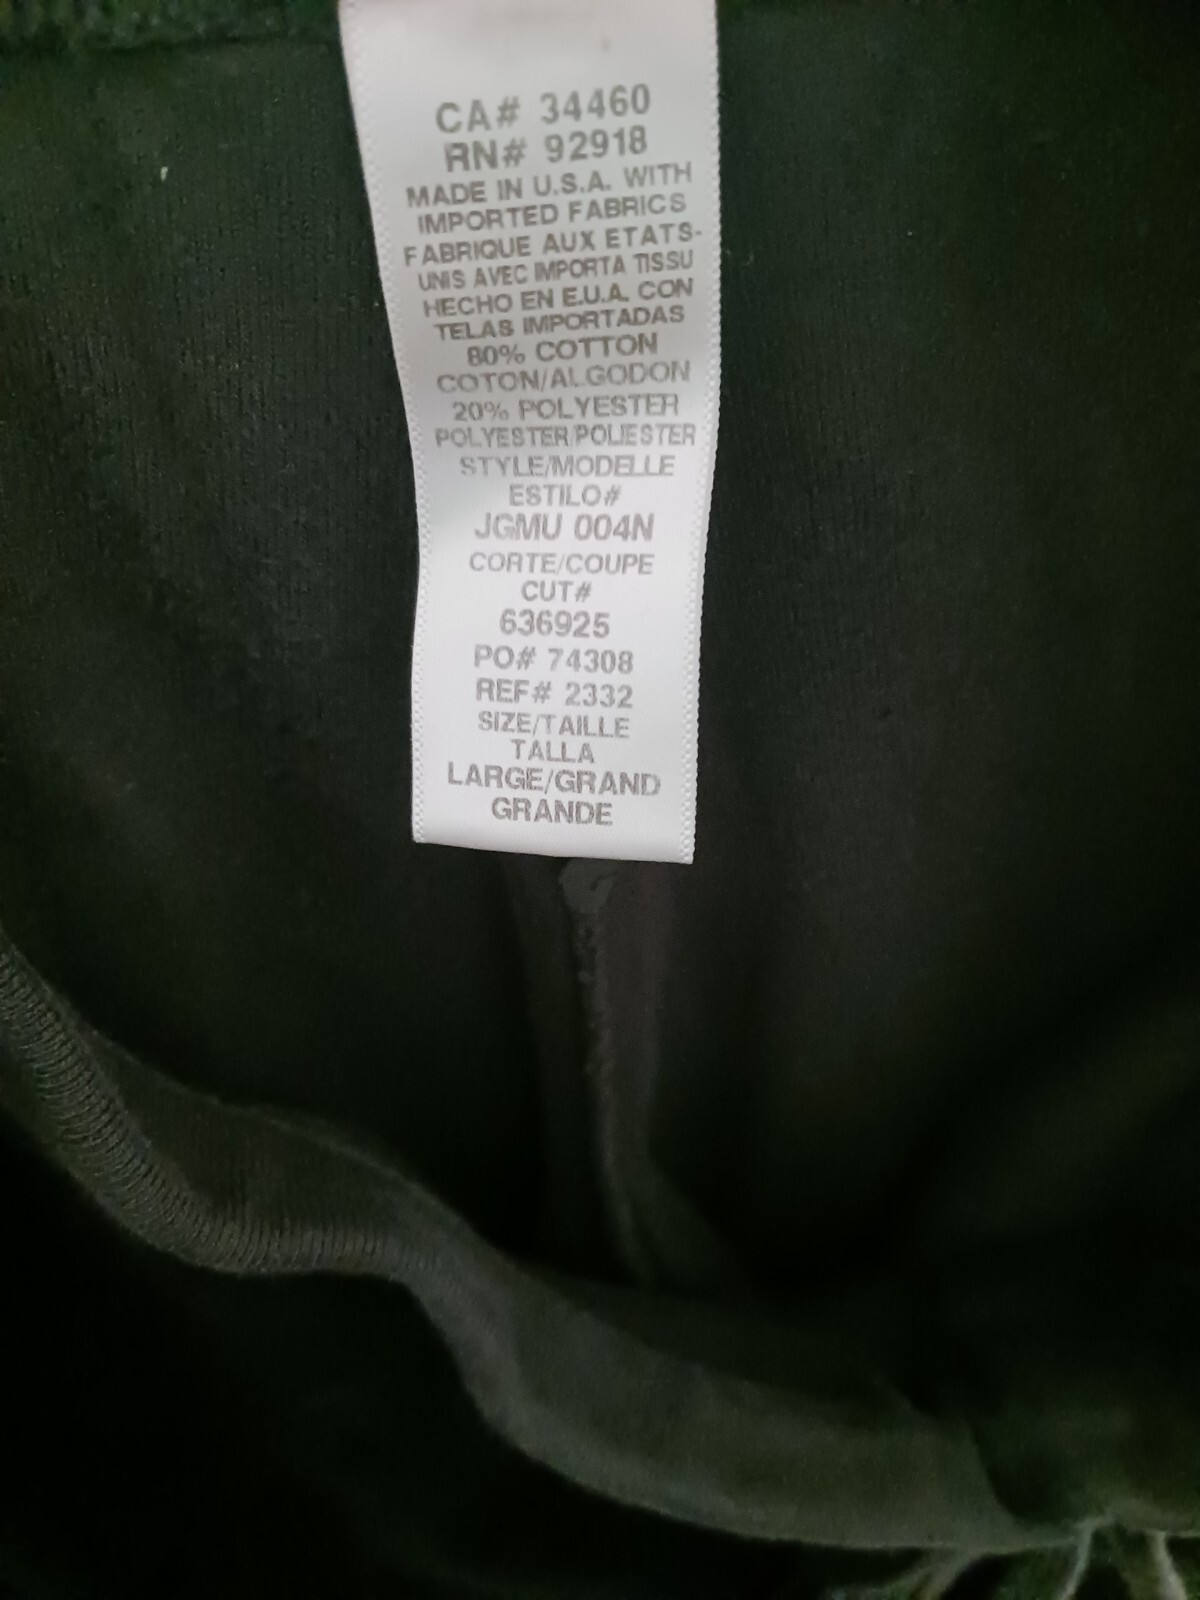 CA# 34460
RN# 92918
MADE IN U.S.A. WITH
IMPORTED FABRICS
FABRIQUE AUX ETATS-
UNIS AVEC IMPORTA TISSU
HECHO EN E.U.A. CON
TELAS IMPORTADAS
80% COTTON
COTON/ALGODON
20% POLYESTER
POLYESTER/POLIESTER
STYLE/MODELLE
ESTILO#
JGMU 004N
CORTE/COUPE
CUT#
636925
PO# 74308
REF# 2332
SIZE/TAILLE
TALLA
LARGE/GRAND
GRANDE